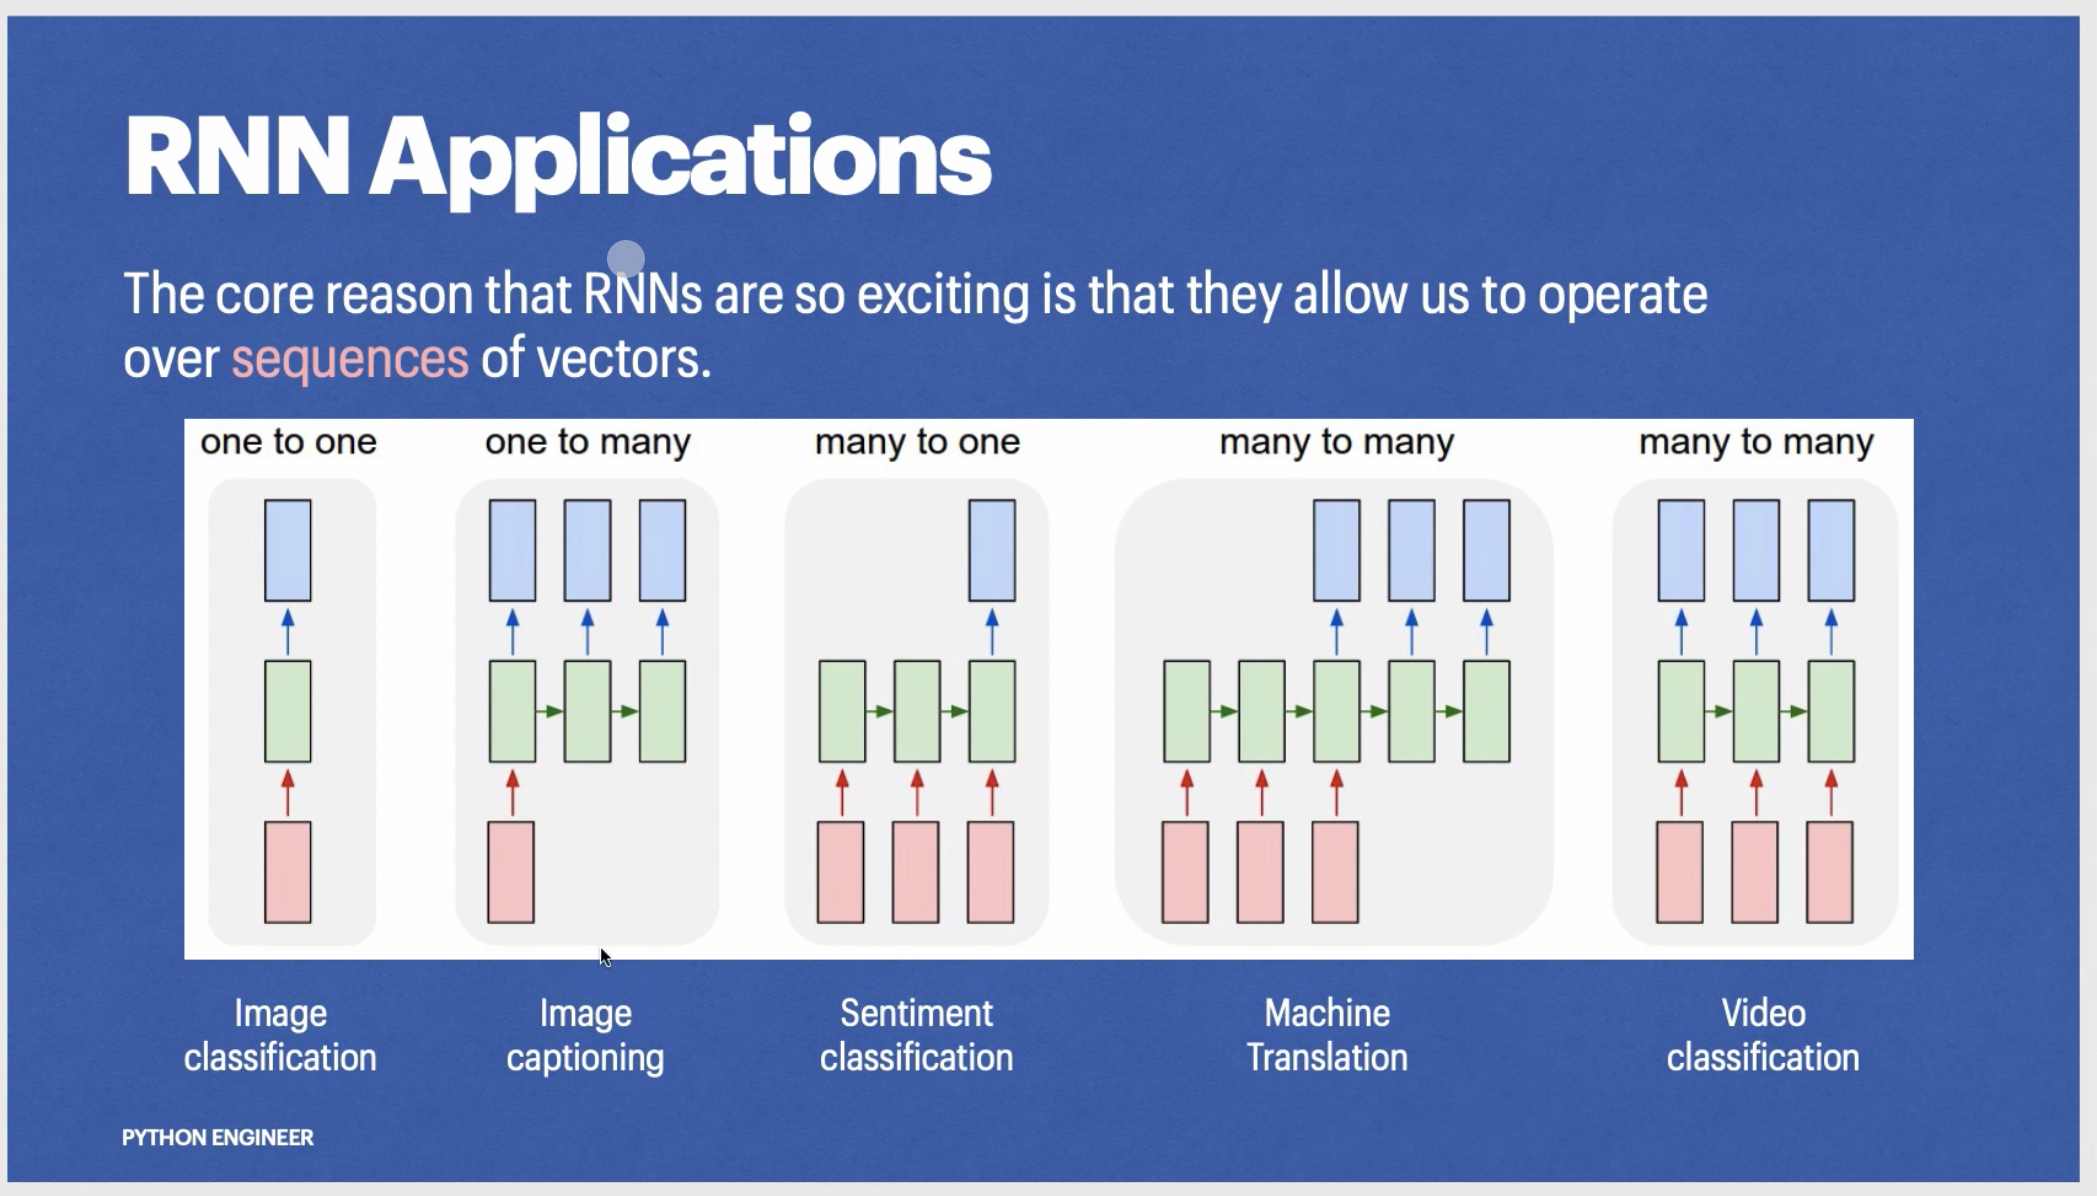 RNN Applications
The core reason that RNNs are so exciting is that they allow us to operate
over sequences of vectors.
one to one
one to many
many to one
many to many
many to many
Image
classification
Image
captioning
Sentiment
classification
Machine
Translation
Video
classification
PYTHON ENGINEER